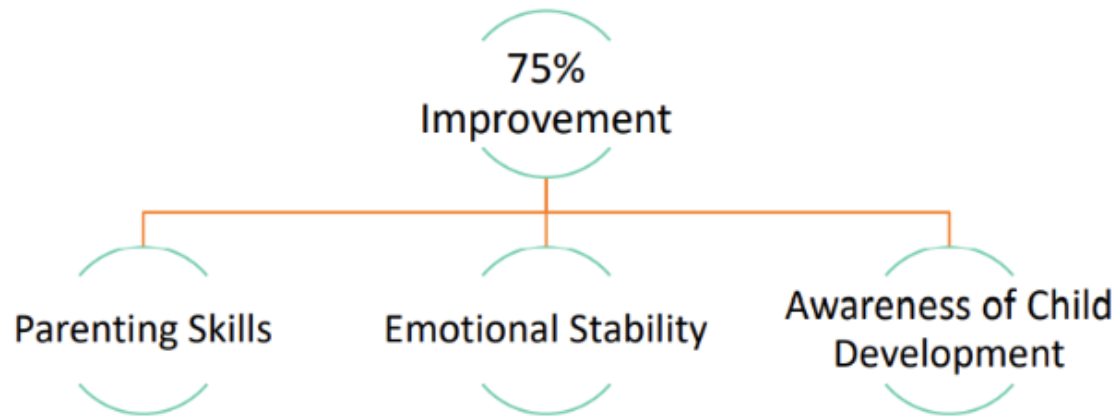 75%
Improvement
Parenting Skills
Emotional Stability
Awareness of Child
Development